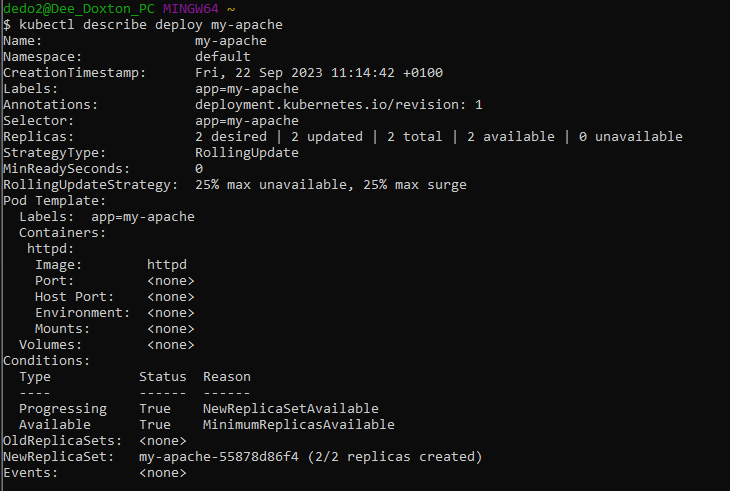 dedo2@Dee_Doxton_PC MINGW64 ~
$ kubectl describe deploy my-apache
Name:                   my-apache
Namespace:              default
CreationTimestamp:      Fri, 22 Sep 2023 11:14:42 +0100
Labels:                 app=my-apache
Annotations:            deployment.kubernetes.io/revision: 1
Selector:               app=my-apache
Replicas:               2 desired | 2 updated | 2 total | 2 available | 0 unavailable
StrategyType:           RollingUpdate
MinReadySeconds:        0
RollingUpdateStrategy:  25% max unavailable, 25% max surge
Pod Template:
  Labels:  app=my-apache
  Containers:
   httpd:
    Image:        httpd
    Port:         <none>
    Host Port:    <none>
    Environment:  <none>
    Mounts:       <none>
  Volumes:        <none>
Conditions:
  Type           Status  Reason
  ----           ------  ------
  Progressing    True    NewReplicaSetAvailable
  Available      True    MinimumReplicasAvailable
OldReplicaSets:  <none>
NewReplicaSet:   my-apache-55878d86f4 (2/2 replicas created)
Events:          <none>